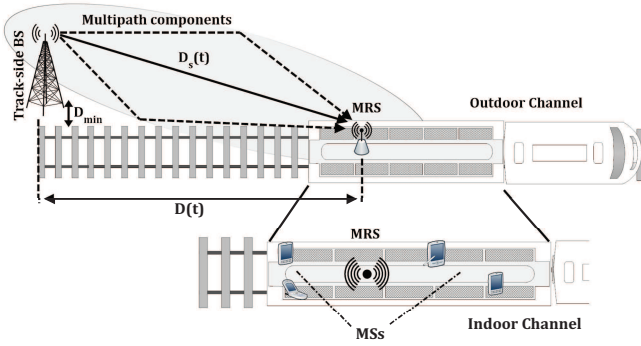 Multipath components
Track-side BS
Ds(t)
Dmin
MRS
Outdoor Channel
D(t)
MRS
MSs
Indoor Channel